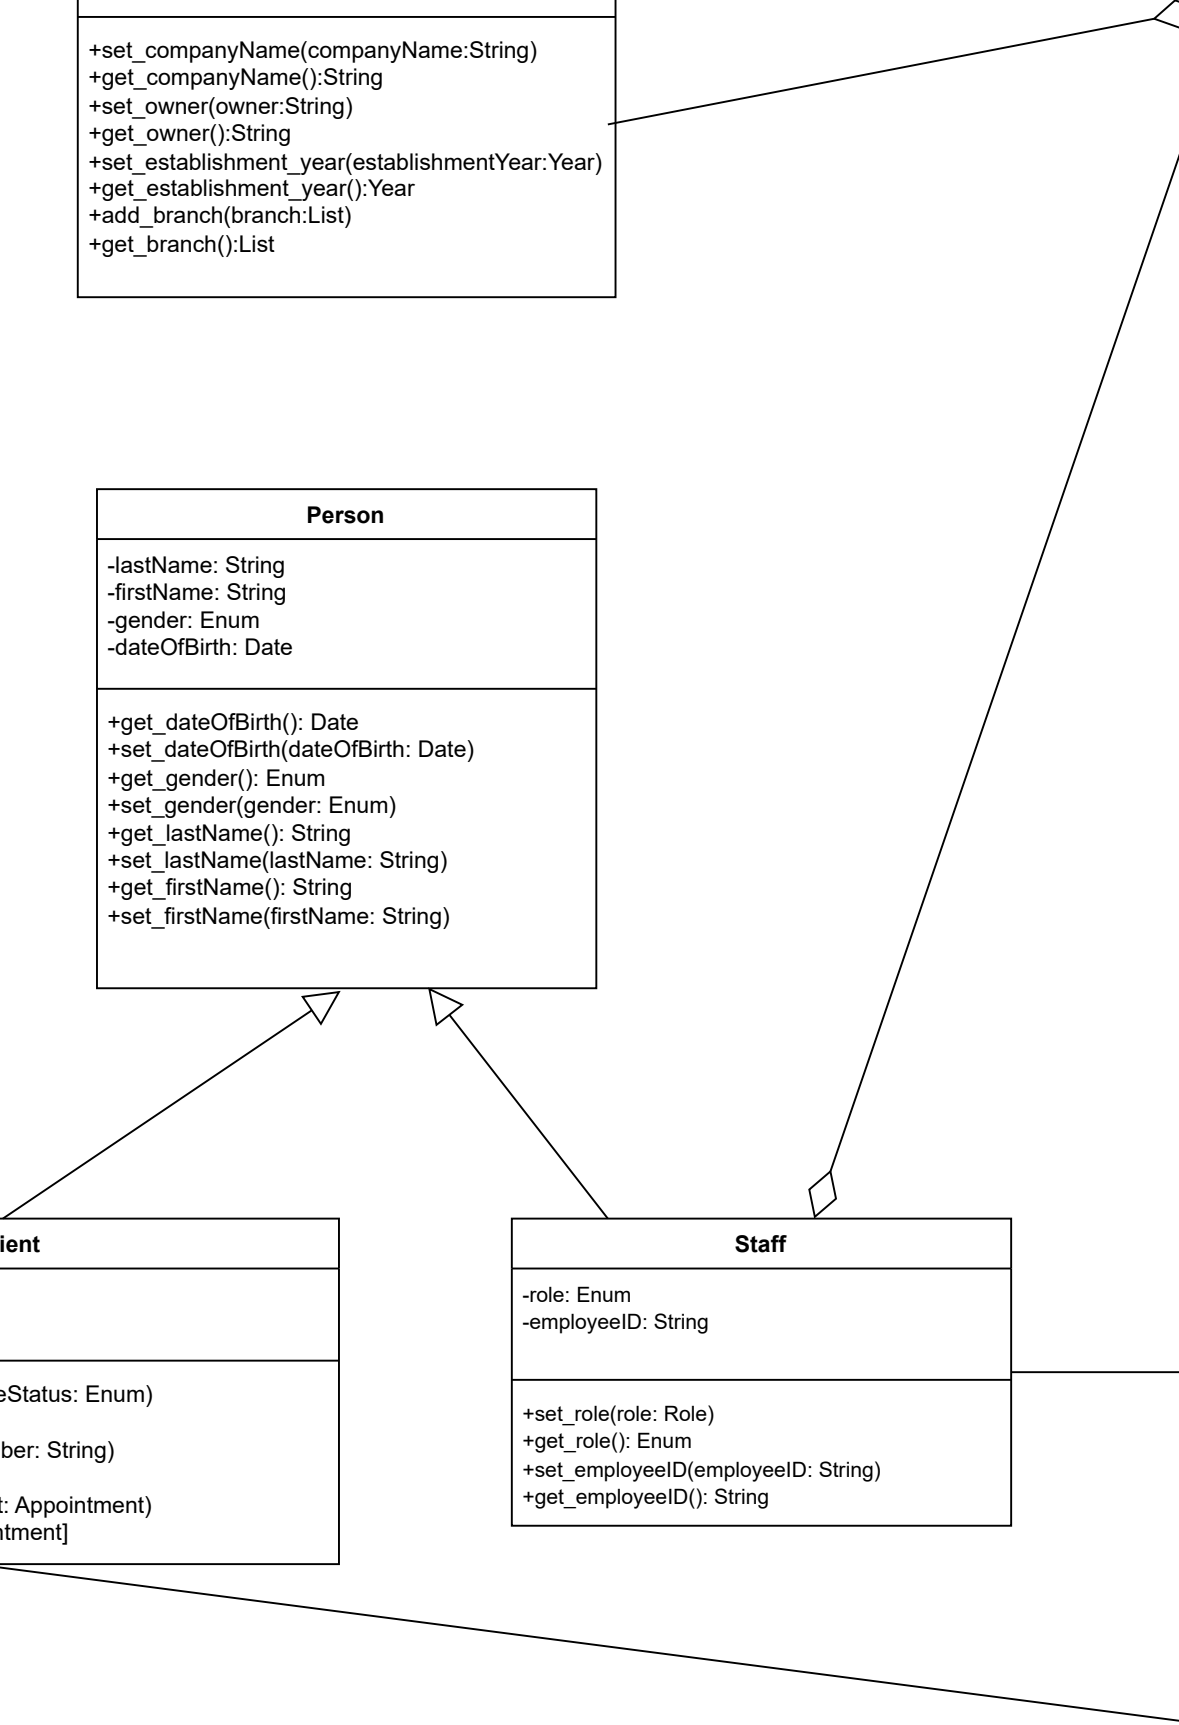 +set_companyName(companyName:String)
+get_companyName():String
+set_owner(owner:String)
+get_owner():String
+set_establishment_year(establishmentYear:Year)
+get_establishment_year():Year
+add_branch(branch:List)
+get_branch():List
Person
-lastName: String
-firstName: String
-gender: Enum
-dateOfBirth: Date
+get_dateOfBirth(): Date
+set_dateOfBirth(dateOfBirth: Date)
+get_gender(): Enum
+set_gender(gender: Enum)
+get_lastName(): String
+set_lastName(lastName: String)
+get_firstName(): String
+set_firstName(firstName: String)
ient
eStatus: Enum)
ber: String)
t: Appointment)
ntment]
Staff
-role: Enum
-employeeID: String
+set_role(role: Role)
+get_role(): Enum
+set_employeeID(employeeID: String)
+get_employeeID(): String